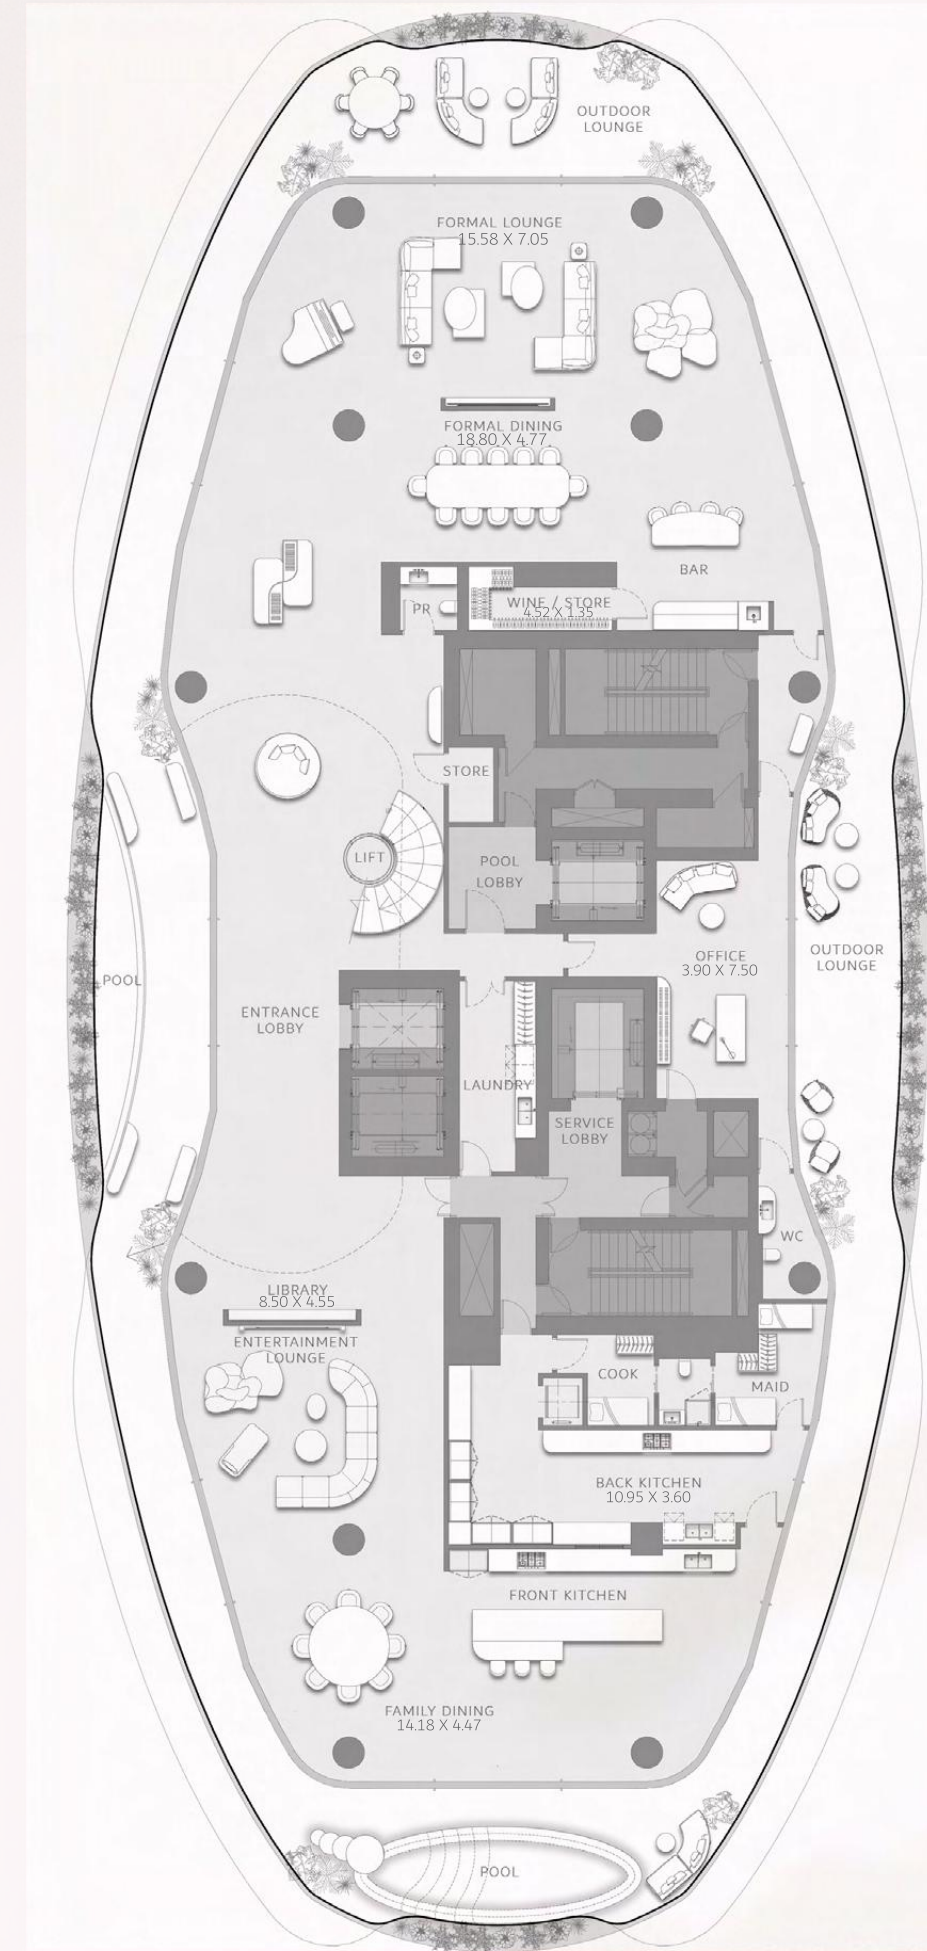 OUTDOOR
LOUNGE
FORMAL LOUNGE
15.58 X 7.05
FORMAL DINING
18.80 X 4.77
BAR
PR
WINE / STORE
4.52 X 1.35
STORE
LIFT
POOL
LOBBY
OFFICE
3.90 X 7.50
OUTDOOR
LOUNGE
POOL
ENTRANCE
LOBBY
LAUNDRY
SERVICE
LOBBY
WC
LIBRARY
8.50 X 4.55
ENTERTAINMENT
LOUNGE
COOK
MAID
BACK KITCHEN
10.95 X 3.60
FRONT KITCHEN
FAMILY DINING
14.18 X 4.47
POOL